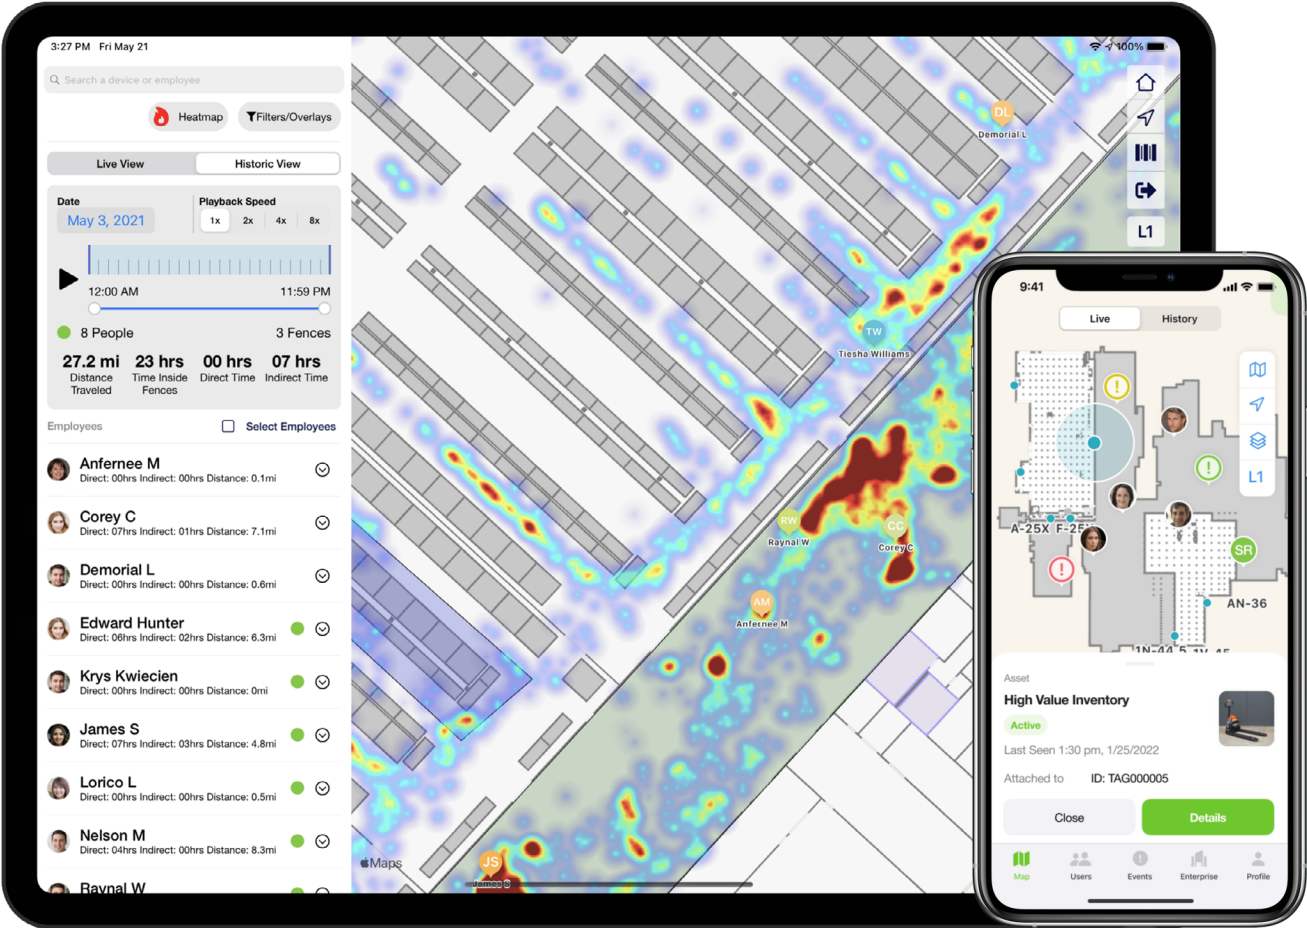 3:27 PM Fri May 21
100%
Search a device or employee
Heatmap
Filters/Overlays
Live View
Historic View
Date
Playback Speed
May 3, 2021
1x 2x 4x 8x
12:00 AM
11:59 PM
8 People
3 Fences
27.2 mi
Distance
Traveled
23 hrs
Time Inside
Fences
00 hrs
Direct Time
07 hrs
Indirect Time
Employees
Select Employees
Anfernee M
Direct: 00hrs Indirect: 00hrs Distance: 0.1mi
Corey C
Direct: 07hrs Indirect: 01hrs Distance: 7.1mi
Demorial L
Direct: 00hrs Indirect: 00hrs Distance: 0.6mi
Edward Hunter
Direct: 06hrs Indirect: 02hrs Distance: 6.3mi
Krys Kwiecien
Direct: 00hrs Indirect: 00hrs Distance: 0mi
James S
Direct: 07hrs Indirect: 03hrs Distance: 4.8mi
Lorico L
Direct: 00hrs Indirect: 00hrs Distance: 0.5mi
Nelson M
Direct: 04hrs Indirect: 00hrs Distance: 8.3mi
Raynal W
DL
Demorial L
TW
Tiesha Williams
RW
Raynal W
CC
Corey C
AM
Anfernee M
JS
James S
Maps
L1
9:41
Live
History
L1
A-25X
SR
AN-36
Asset
High Value Inventory
Active
Last Seen 1:30 pm, 1/25/2022
Attached to
ID: TAG000005
Close
Details
Map
Users
Events
Enterprise
Profile